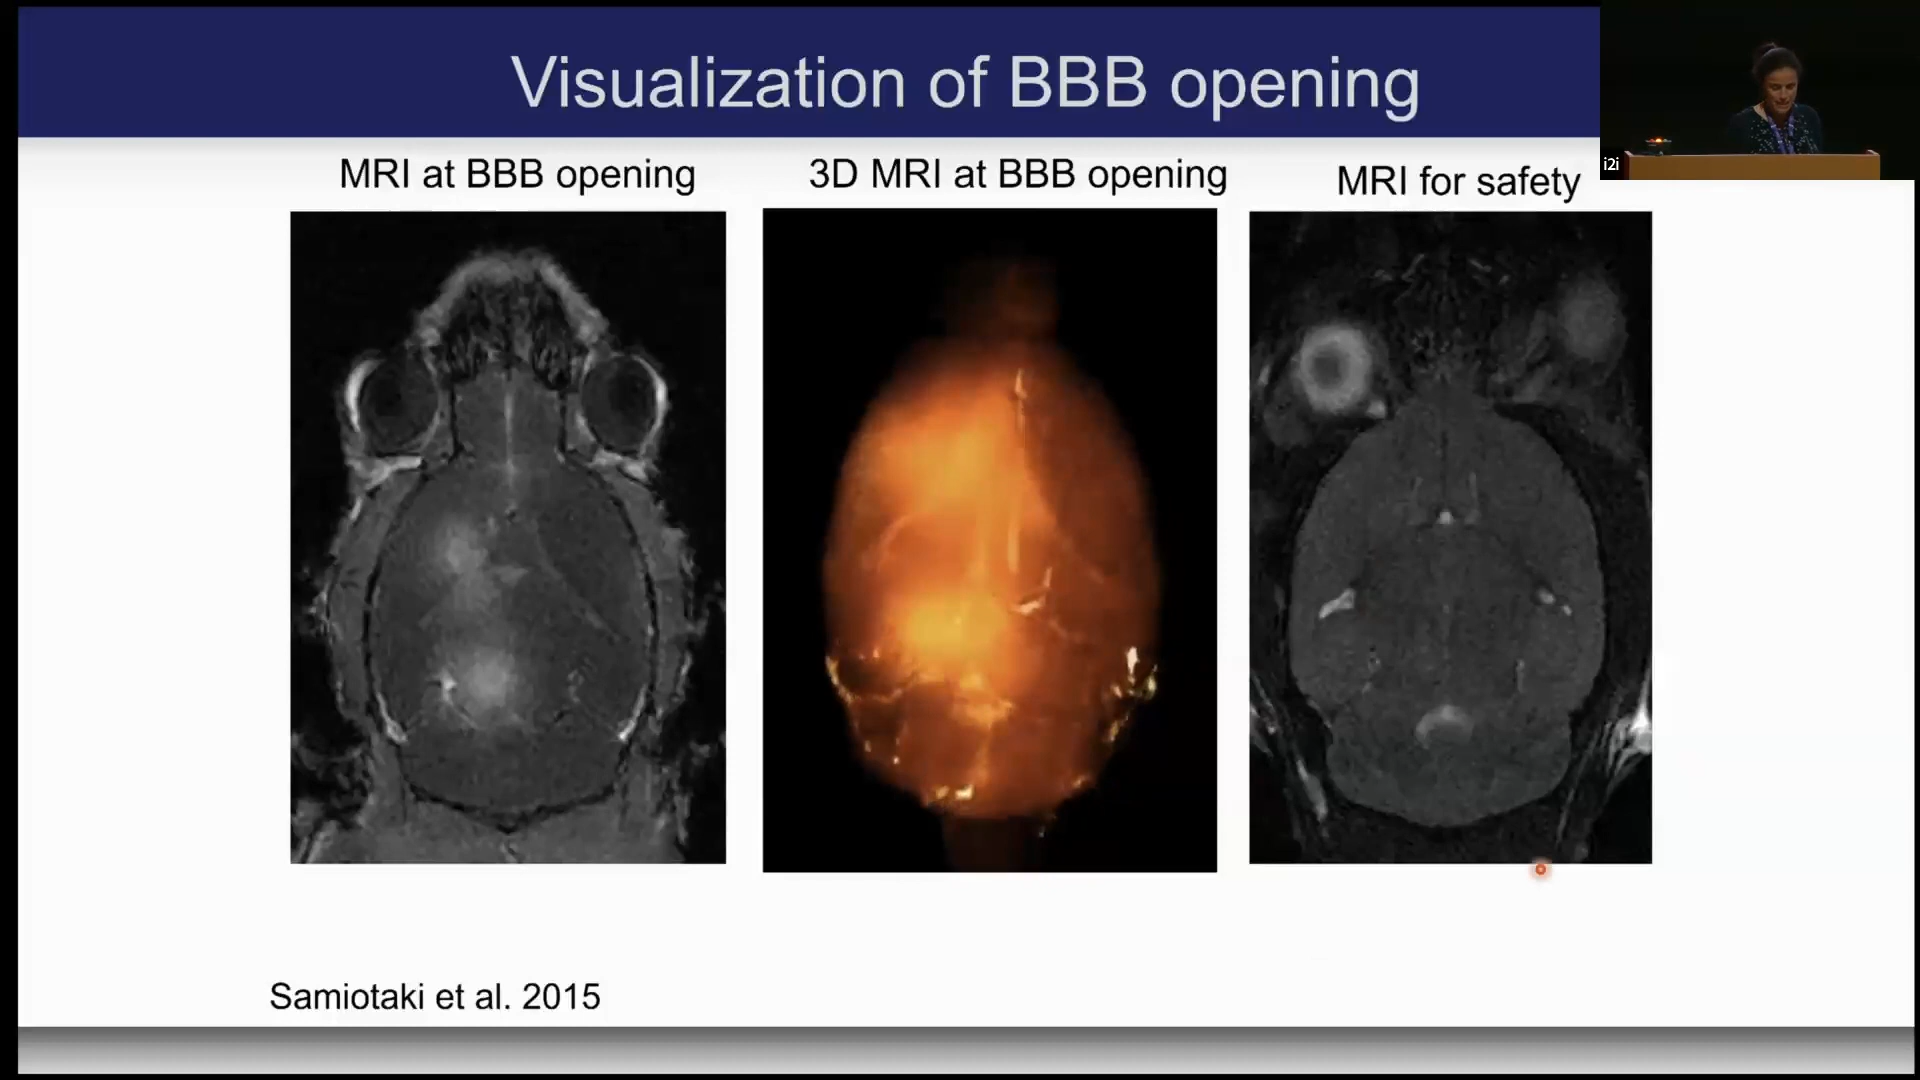 Visualization of BBB opening
MRI at BBB opening
3D MRI at BBB opening
MRI for safety
i2i
Samiotaki et al. 2015